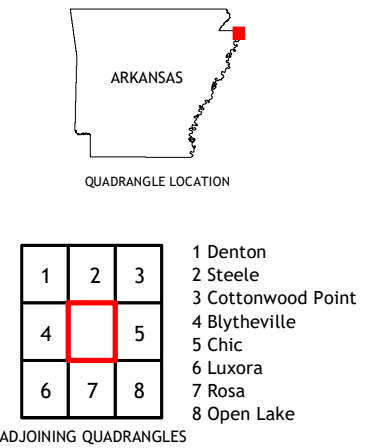 ARKANSAS
QUADRANGLE LOCATION
1 2 3
4 5
6 7 8
1 Denton
2 Steele
3 Cottonwood Point
4 Blytheville
5 Chic
6 Luxora
7 Rosa
8 Open Lake
ADJOINING QUADRANGLES